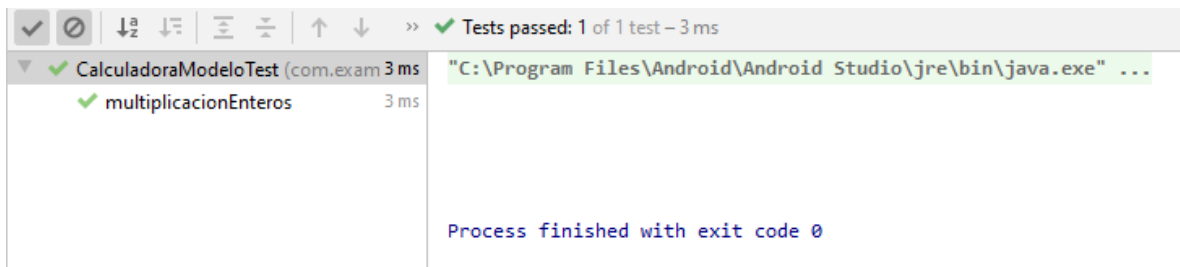 » Tests passed: 1 of 1 test – 3 ms
CalculadoraModeloTest (com.exam 3 ms
multiplicacionEnteros 3 ms
"C:\Program Files\Android\Android Studio\jre\bin\java.exe" ...
Process finished with exit code 0